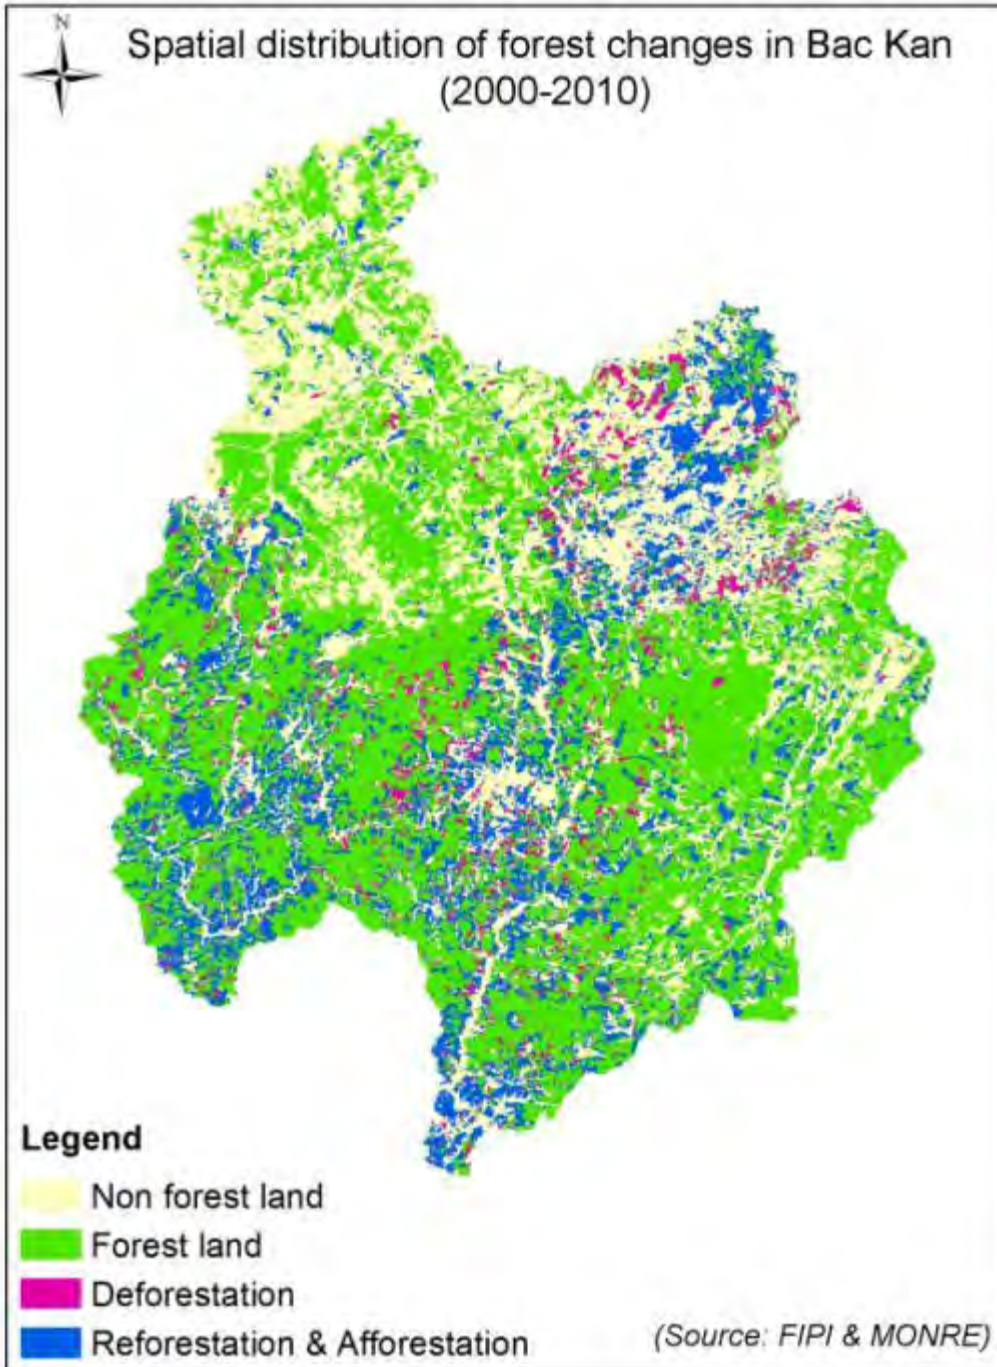 N
Spatial distribution of forest changes in Bac Kan
(2000-2010)
Legend
Non forest land
Forest land
Deforestation
Reforestation & Afforestation
(Source: FIPI & MONRE)